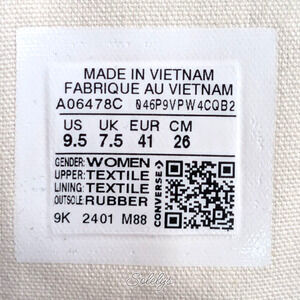 MADE IN VIETNAM
FABRIQUE AU VIETNAM
A06478C 046P9VPW4CQB2
US UK EUR CM
9.5 7.5 41 26
GENDER: WOMEN
UPPER: TEXTILE
LINING: TEXTILE
OUTSOLE: RUBBER
CONVERSE
9K 2401 M88